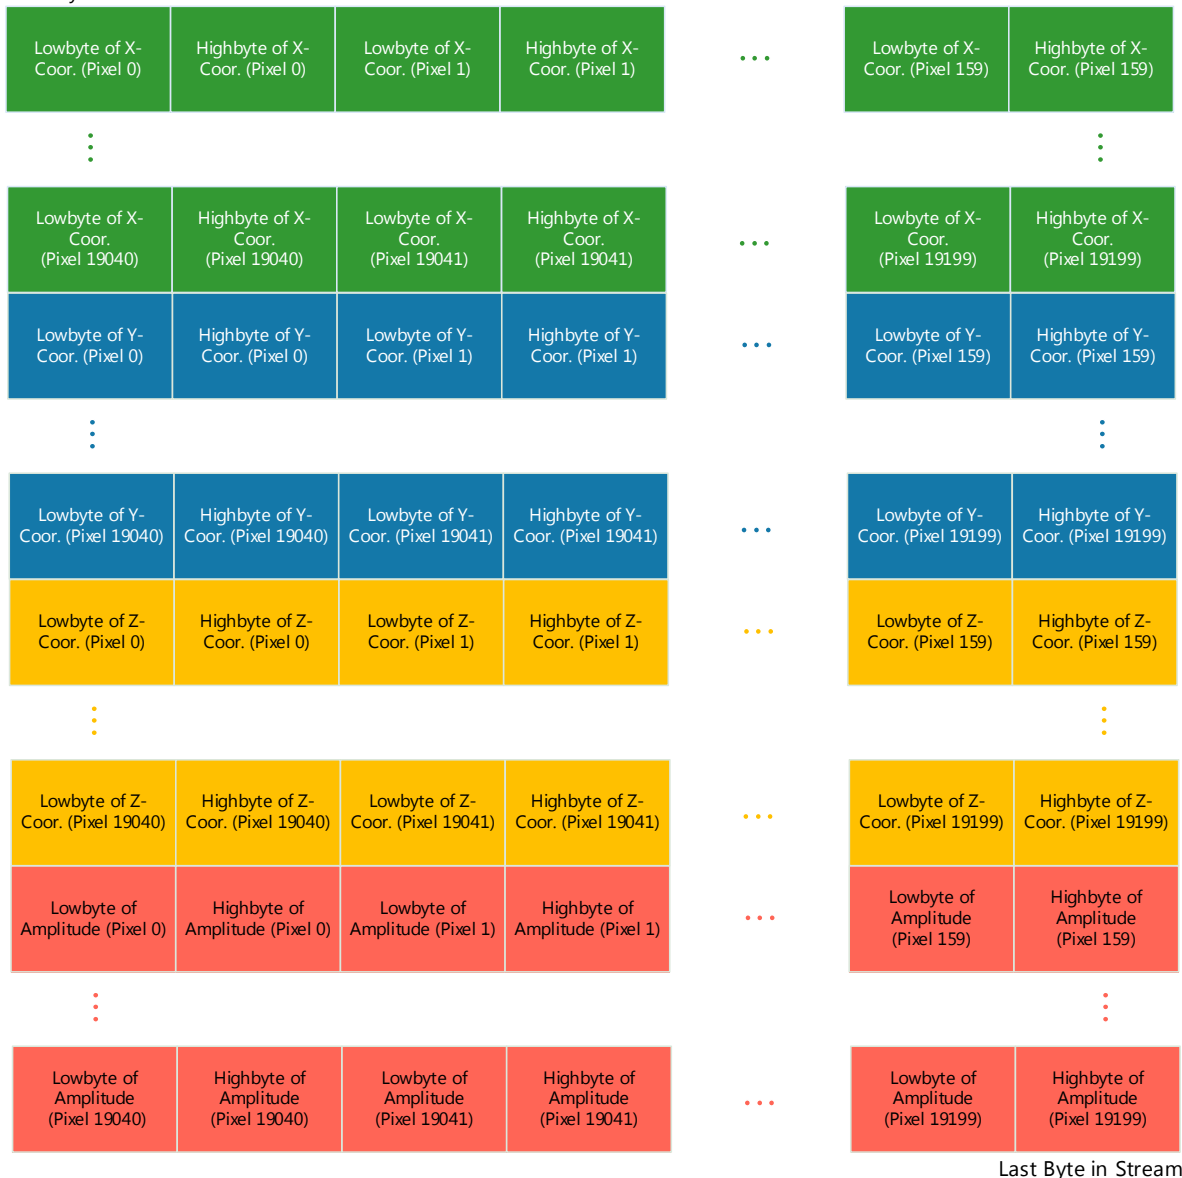 Lowbyte of X-
Coor. (Pixel 0)
Highbyte of X-
Coor. (Pixel 0)
Lowbyte of X-
Coor. (Pixel 1)
Highbyte of X-
Coor. (Pixel 1)
...
Lowbyte of X-
Coor. (Pixel 159)
Highbyte of X-
Coor. (Pixel 159)
Lowbyte of X-
Coor.
(Pixel 19040)
Highbyte of X-
Coor.
(Pixel 19040)
Lowbyte of X-
Coor.
(Pixel 19041)
Highbyte of X-
Coor.
(Pixel 19041)
...
Lowbyte of X-
Coor.
(Pixel 19199)
Highbyte of X-
Coor.
(Pixel 19199)
Lowbyte of Y-
Coor. (Pixel 0)
Highbyte of Y-
Coor. (Pixel 0)
Lowbyte of Y-
Coor. (Pixel 1)
Highbyte of Y-
Coor. (Pixel 1)
...
Lowbyte of Y-
Coor. (Pixel 159)
Highbyte of Y-
Coor. (Pixel 159)
Lowbyte of Y-
Coor. (Pixel 19040)
Highbyte of Y-
Coor. (Pixel 19040)
Lowbyte of Y-
Coor. (Pixel 19041)
Highbyte of Y-
Coor. (Pixel 19041)
...
Lowbyte of Y-
Coor. (Pixel 19199)
Highbyte of Y-
Coor. (Pixel 19199)
Lowbyte of Z-
Coor. (Pixel 0)
Highbyte of Z-
Coor. (Pixel 0)
Lowbyte of Z-
Coor. (Pixel 1)
Highbyte of Z-
Coor. (Pixel 1)
...
Lowbyte of Z-
Coor. (Pixel 159)
Highbyte of Z-
Coor. (Pixel 159)
Lowbyte of Z-
Coor. (Pixel 19040)
Highbyte of Z-
Coor. (Pixel 19040)
Lowbyte of Z-
Coor. (Pixel 19041)
Highbyte of Z-
Coor. (Pixel 19041)
...
Lowbyte of Z-
Coor. (Pixel 19199)
Highbyte of Z-
Coor. (Pixel 19199)
Lowbyte of
Amplitude (Pixel 0)
Highbyte of
Amplitude (Pixel 0)
Lowbyte of
Amplitude (Pixel 1)
Highbyte of
Amplitude (Pixel 1)
...
Lowbyte of
Amplitude
(Pixel 159)
Highbyte of
Amplitude
(Pixel 159)
Lowbyte of
Amplitude
(Pixel 19040)
Highbyte of
Amplitude
(Pixel 19040)
Lowbyte of
Amplitude
(Pixel 19041)
Highbyte of
Amplitude
(Pixel 19041)
...
Lowbyte of
Amplitude
(Pixel 19199)
Highbyte of
Amplitude
(Pixel 19199)
Last Byte in Stream